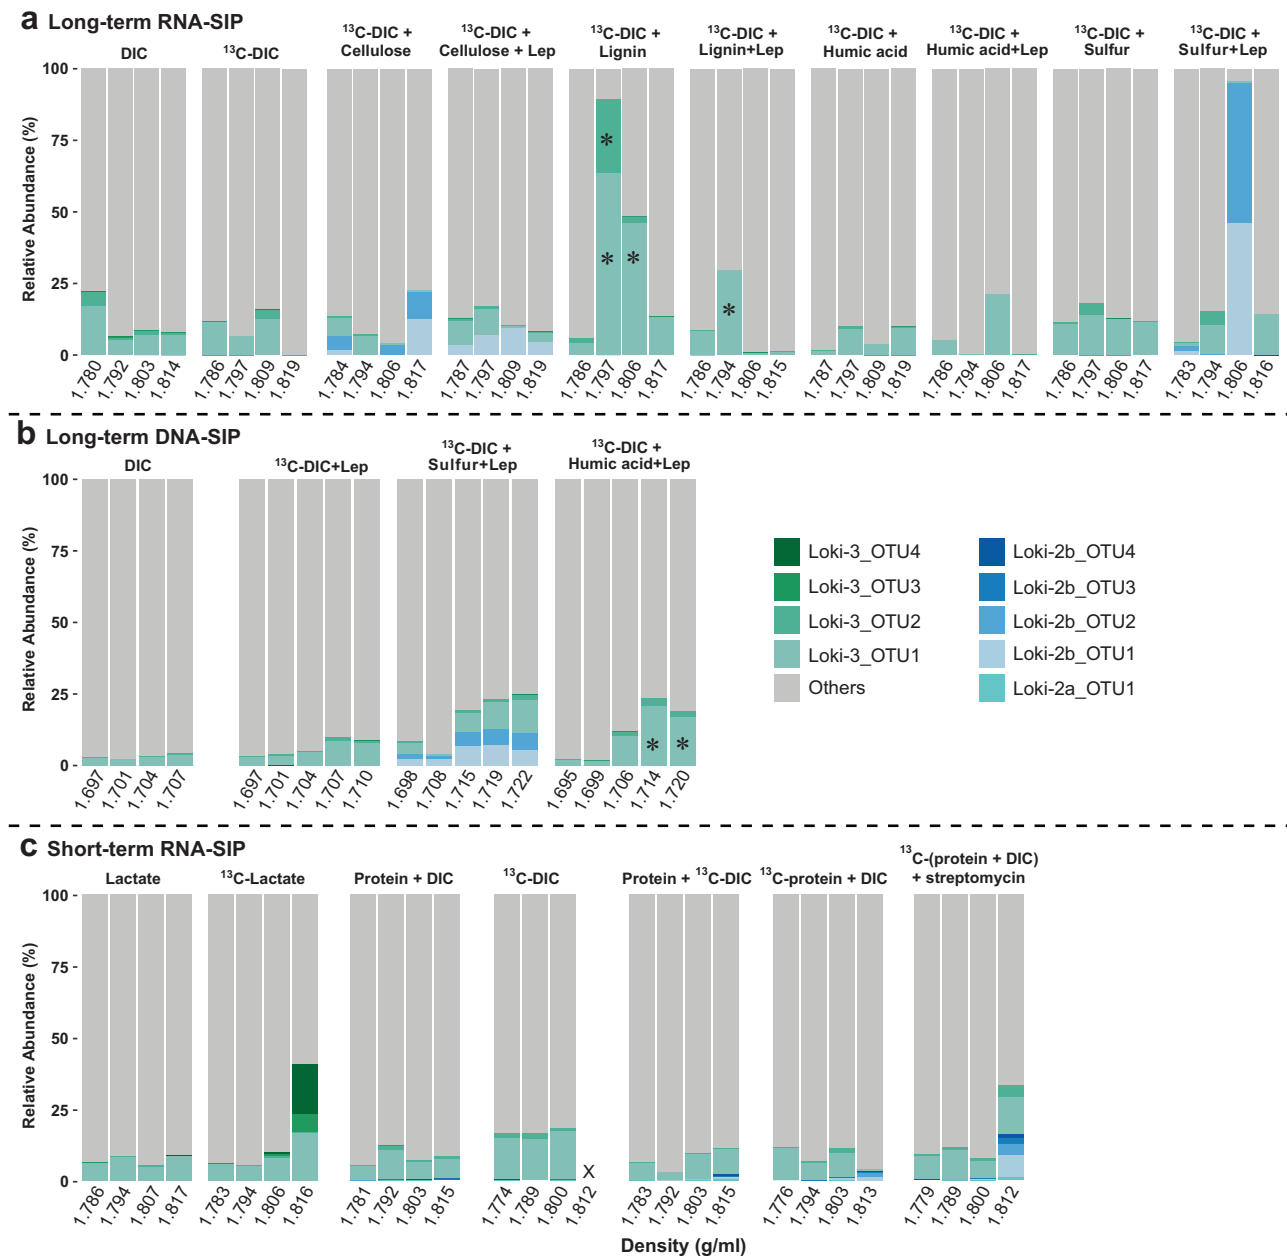 a Long-term RNA-SIP
DIC
¹³C-DIC
¹³C-DIC +
Cellulose
¹³C-DIC +
Cellulose + Lep
¹³C-DIC +
Lignin
¹³C-DIC +
Lignin+Lep
¹³C-DIC +
Humic acid
¹³C-DIC +
Humic acid+Lep
¹³C-DIC +
Sulfur
¹³C-DIC +
Sulfur+Lep
Relative Abundance (%)
100
75
50
25
0
* * * *
1.780 1.792 1.803 1.814
1.786 1.797 1.809 1.819
1.784 1.794 1.806 1.817
1.787 1.797 1.809 1.819
1.786 1.797 1.806 1.817
1.786 1.794 1.806 1.815
1.787 1.797 1.809 1.819
1.786 1.794 1.806 1.817
1.786 1.797 1.806 1.817
1.783 1.794 1.806 1.816
b Long-term DNA-SIP
DIC
¹³C-DIC+Lep
¹³C-DIC +
Sulfur+Lep
¹³C-DIC +
Humic acid+Lep
Relative Abundance (%)
100
75
50
25
0
* *
1.697 1.701 1.704 1.707
1.697 1.701 1.704 1.707 1.710
1.698 1.708 1.715 1.719 1.722
1.695 1.699 1.706 1.714 1.720
Loki-3_OTU4
Loki-3_OTU3
Loki-3_OTU2
Loki-3_OTU1
Others
Loki-2b_OTU4
Loki-2b_OTU3
Loki-2b_OTU2
Loki-2b_OTU1
Loki-2a_OTU1
c Short-term RNA-SIP
Lactate
¹³C-Lactate
Protein + DIC
¹³C-DIC
Protein + ¹³C-DIC
¹³C-protein + DIC
¹³C-(protein + DIC)
+ streptomycin
Relative Abundance (%)
100
75
50
25
0
X
1.786 1.794 1.807 1.817
1.783 1.794 1.806 1.816
1.781 1.792 1.803 1.815
1.774 1.789 1.800 1.812
1.783 1.792 1.803 1.815
1.776 1.794 1.803 1.813
1.779 1.789 1.800 1.812
Density (g/ml)